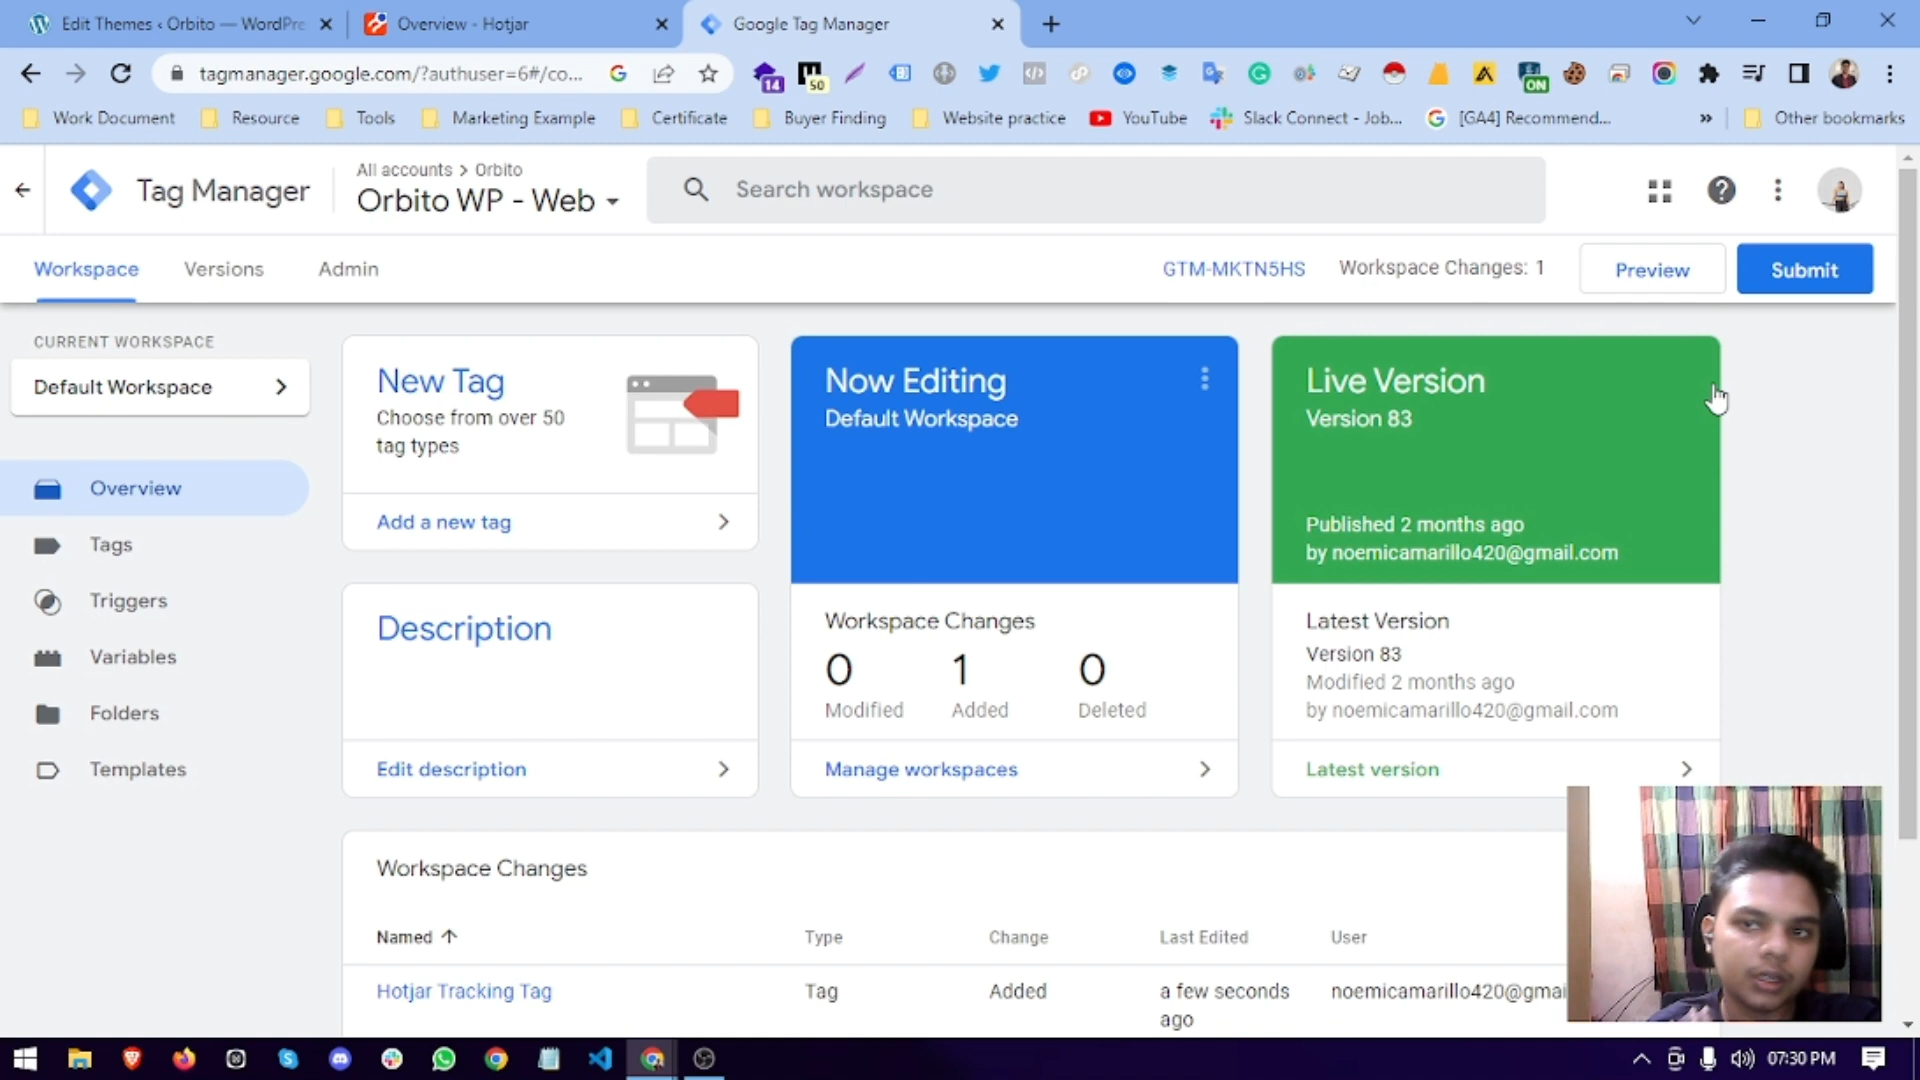 Edit Themes ‹ Orbito — WordPre
Overview - Hotjar
Google Tag Manager
tagmanager.google.com/?authuser=6#/co...
14
50
ON
Work Document
Resource
Tools
Marketing Example
Certificate
Buyer Finding
Website practice
YouTube
Slack Connect - Job...
[GA4] Recommend...
»
Other bookmarks
Tag Manager
All accounts > Orbito
Orbito WP - Web
Search workspace
Workspace
Versions
Admin
GTM-MKTN5HS
Workspace Changes: 1
Preview
Submit
CURRENT WORKSPACE
Default Workspace
Overview
Tags
Triggers
Variables
Folders
Templates
New Tag
Choose from over 50
tag types
Add a new tag
Description
Edit description
Now Editing
Default Workspace
Workspace Changes
0 1 0
Modified Added Deleted
Manage workspaces
Live Version
Version 83
Published 2 months ago
by noemicamarillo420@gmail.com
Latest Version
Version 83
Modified 2 months ago
by noemicamarillo420@gmail.com
Latest version
Workspace Changes
Named Type Change Last Edited User
Hotjar Tracking Tag Tag Added a few seconds noemicamarillo420@gmai
ago
07:30 PM